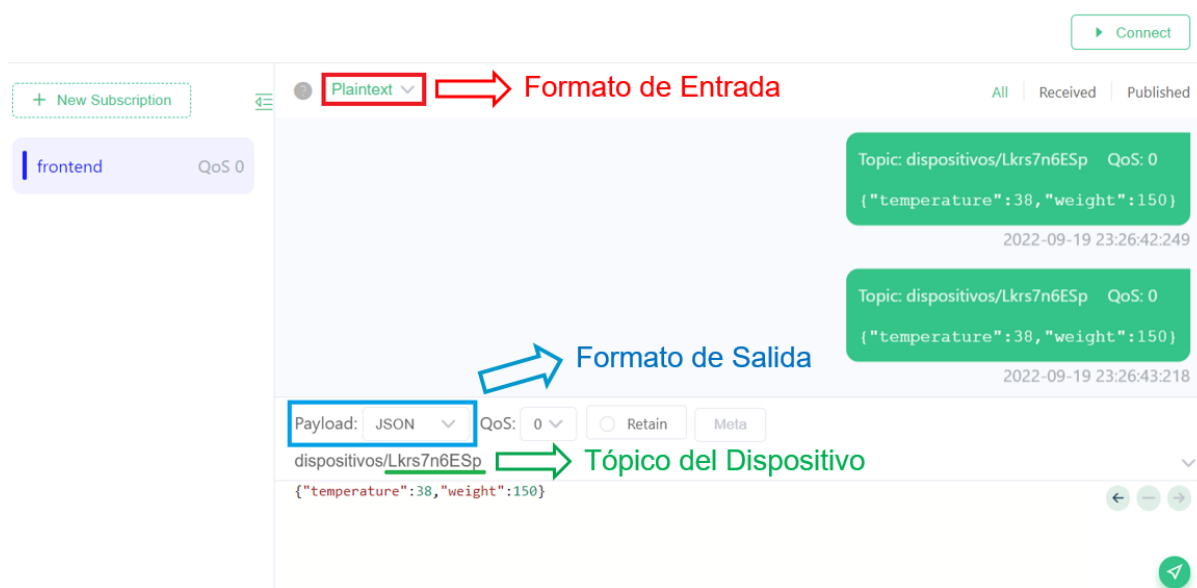 Connect
+ New Subscription
Plaintext
Formato de Entrada
All
Received
Published
frontend
QoS 0
Topic: dispositivos/Lkrs7n6ESp QoS: 0
{"temperature":38,"weight":150}
2022-09-19 23:26:42:249
Topic: dispositivos/Lkrs7n6ESp QoS: 0
{"temperature":38,"weight":150}
2022-09-19 23:26:43:218
Formato de Salida
Payload: JSON
QoS: 0
Retain
Meta
dispositivos/Lkrs7n6ESp
Tópico del Dispositivo
{"temperature":38,"weight":150}